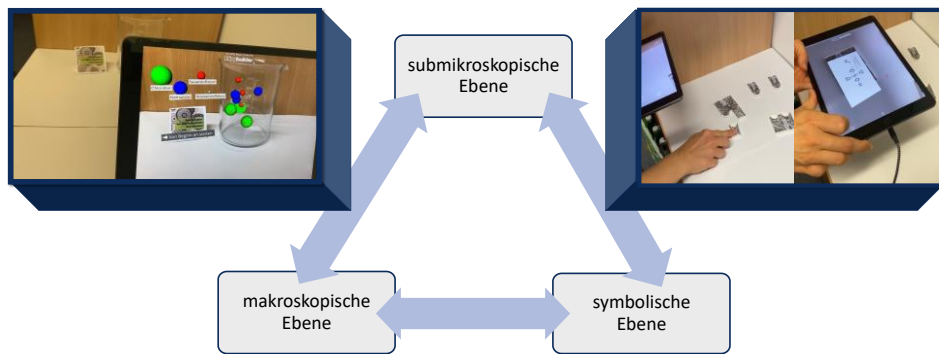 submikroskopische
Ebene
makroskopische
Ebene
symbolische
Ebene